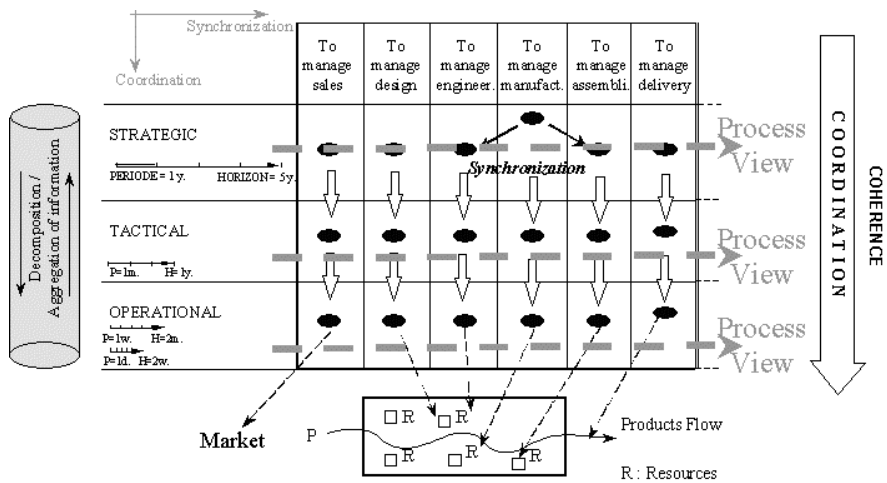 Synchronization
Coordination
To manage sales
To manage design
To manage engineer.
To manage manufact.
To manage assembli.
To manage delivery
STRATEGIC
PERIODE = 1 y.
HORIZON = 5y.
Synchronization
Process View
TACTICAL
P=1m.
H=1y.
Process View
OPERATIONAL
P=1w.
H=2m.
P=1d.
H=2w.
Process View
Decomposition /
Aggregation of information
COORDINATION
COHERENCE
Market
P
R
R
R
R
R
Products Flow
R : Resources